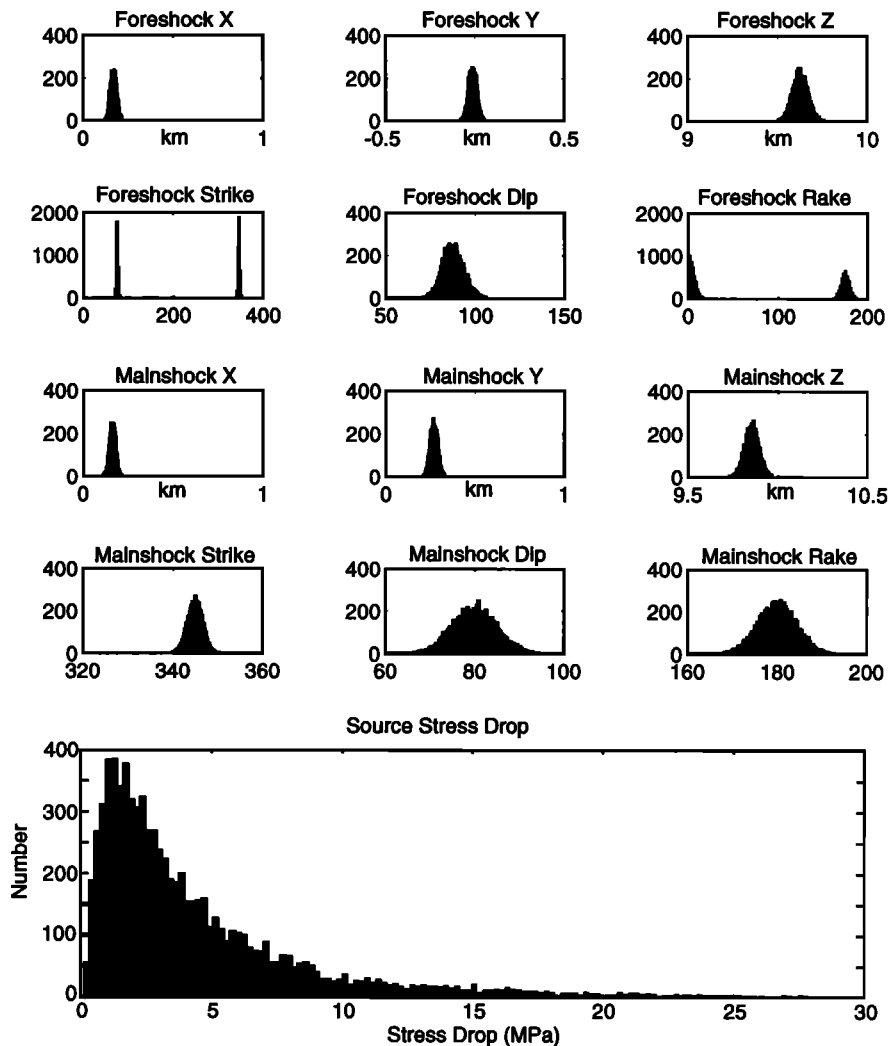 Foreshock X Foreshock Y Foreshock Z
400 400 400
200 200 200
0 0 0
0 km 1 -0.5 km 0.5 9 km 10
Foreshock Strike Foreshock Dip Foreshock Rake
2000 400 2000
1000 200 1000
0 0 0
0 200 400 50 100 150 0 100 200
Mainshock X Mainshock Y Mainshock Z
400 400 400
200 200 200
0 0 0
0 km 1 0 km 1 9.5 km 10.5
Mainshock Strike Mainshock Dip Mainshock Rake
400 400 400
200 200 200
0 0 0
320 340 360 60 80 100 160 180 200
Source Stress Drop
400
300
200
100
0
Number
0 5 10 15 20 25 30
Stress Drop (MPa)